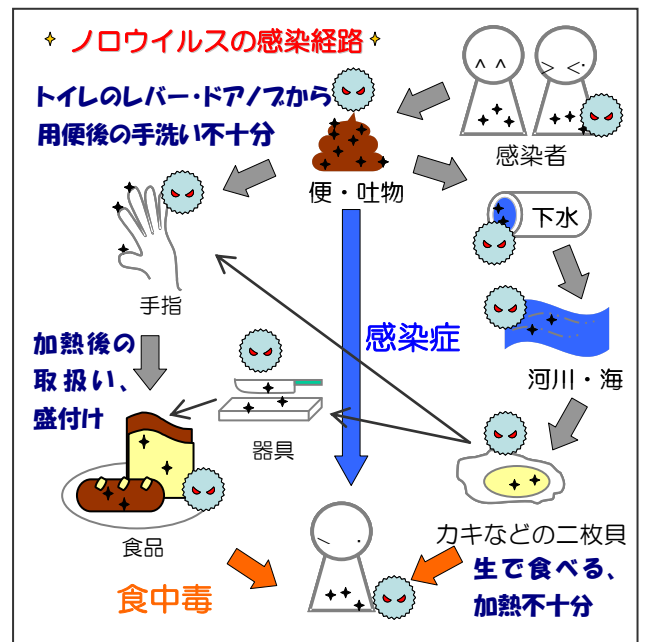 ノロウイルスの感染経路
トイレのレバー・ドアノブから
用便後の手洗い不十分
感染者
便・吐物
下水
手指
感染症
加熱後の
取扱い、
盛付け
河川・海
器具
カキなどの二枚貝
食品
生で食べる、
加熱不十分
食中毒